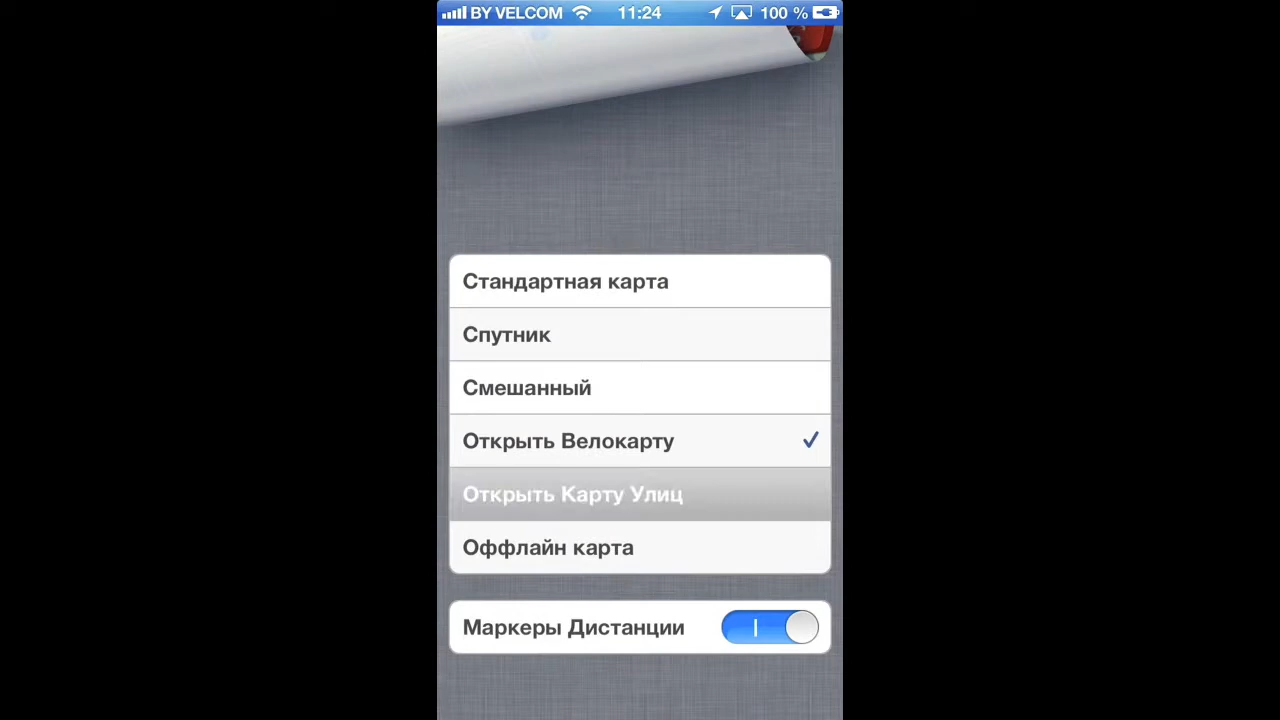 BY VELCOM 11:24 100 %
Стандартная карта
Спутник
Смешанный
Открыть Велокарту
Открыть Карту Улиц
Оффлайн карта
Маркеры Дистанции